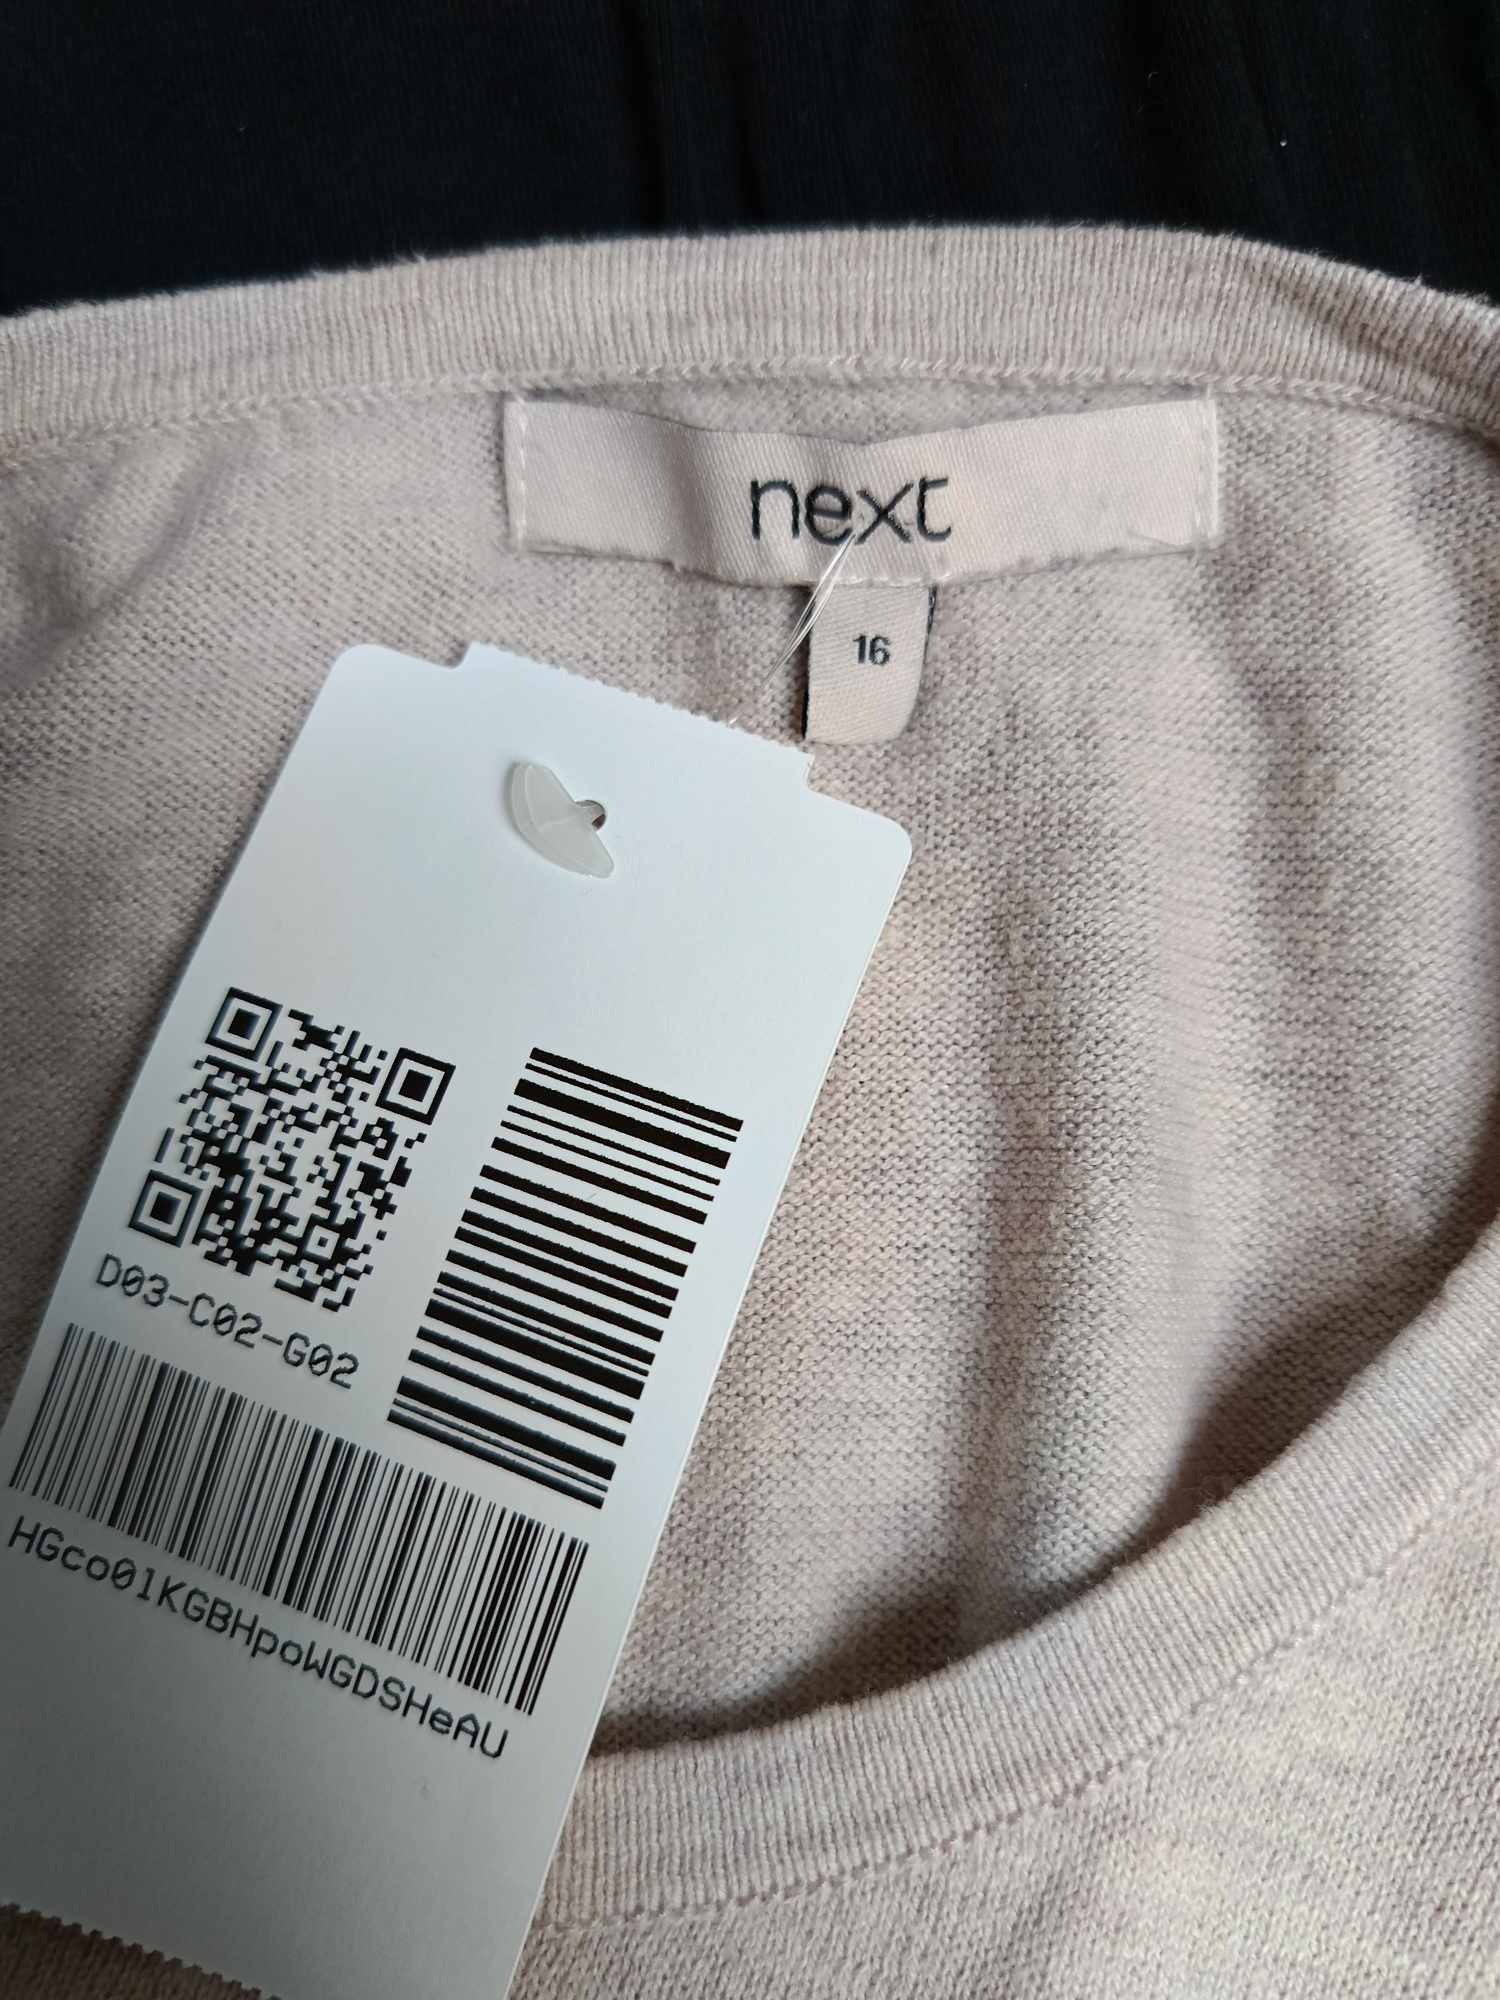 next
16
D03-C02-G02
HGco01KGBHpoWGDSHeAU